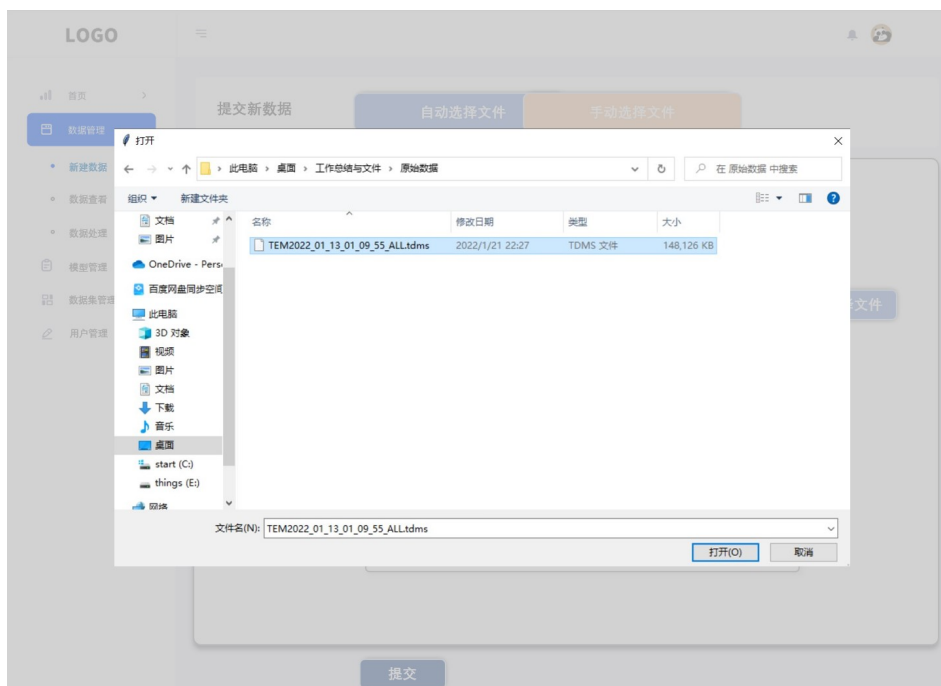 LOGO
首页
提交新数据
自动选择文件
手动选择文件
数据管理
打开
新建数据
此电脑 › 桌面 › 工作总结与文件 › 原始数据
在 原始数据 中搜索
组织
新建文件夹
数据查看
文档
名称
修改日期
类型
大小
数据处理
图片
TEM2022_01_13_01_09_55_ALL.tdms
2022/1/21 22:27
TDMS 文件
148,126 KB
模型管理
OneDrive - Pers
百度网盘同步空间
数据集管理
此电脑
文件
用户管理
3D 对象
视频
图片
文档
下载
音乐
桌面
start (C:)
things (E:)
网络
文件名(N):
TEM2022_01_13_01_09_55_ALL.tdms
打开(O)
取消
提交